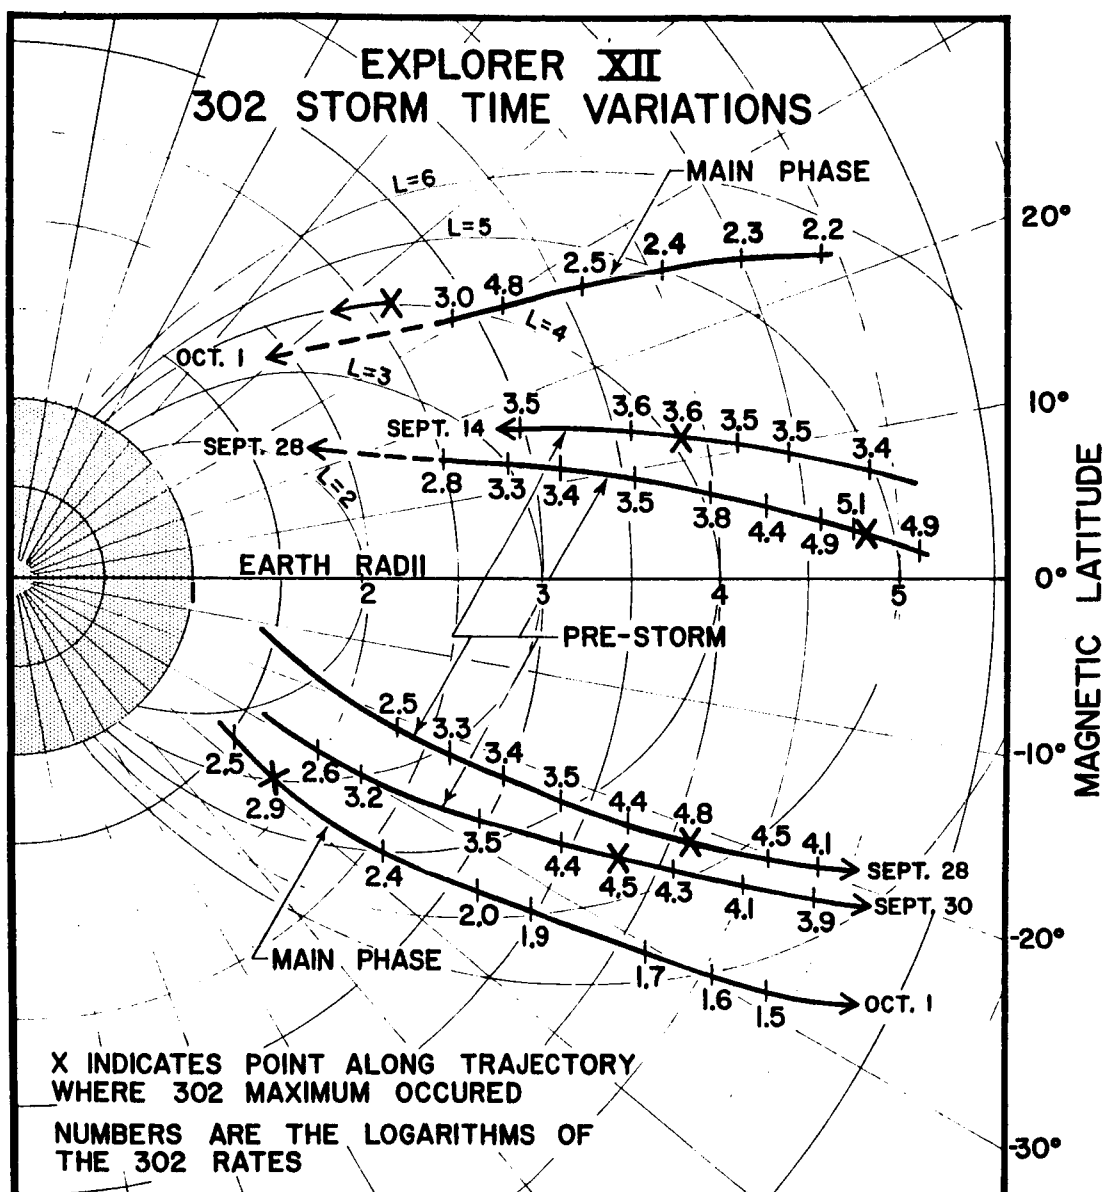 EXPLORER XII
302 STORM TIME VARIATIONS
L=6
MAIN PHASE
20°
L=5
2.5 2.4 2.3 2.2
3.0 4.8
X
L=4
OCT. 1
L=3
10°
3.5 3.6 3.6 3.5 3.5 3.4
SEPT. 14
X
SEPT. 28
2.8 3.3 3.4 3.5 3.8 4.4 4.9 5.1 4.9
X
L=2
EARTH RADII
0°
2 3 4 5
MAGNETIC LATITUDE
PRE-STORM
2.5 3.3 3.4 3.5 4.4 4.8 4.5 4.1
X
SEPT. 28
-10°
2.6 3.2 3.5 4.4 4.5 4.3 4.1 3.9
X
SEPT. 30
2.5 2.9 2.4 2.0 1.9 1.7 1.6 1.5
X
OCT. 1
-20°
MAIN PHASE
X INDICATES POINT ALONG TRAJECTORY
WHERE 302 MAXIMUM OCCURED
NUMBERS ARE THE LOGARITHMS OF
THE 302 RATES
-30°